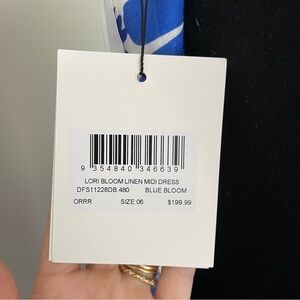 9 354840 346639
LORI BLOOM LINEN MIDI DRESS
DFS11228DB.480 BLUE BLOOM
ORRR SIZE:06 $199.99